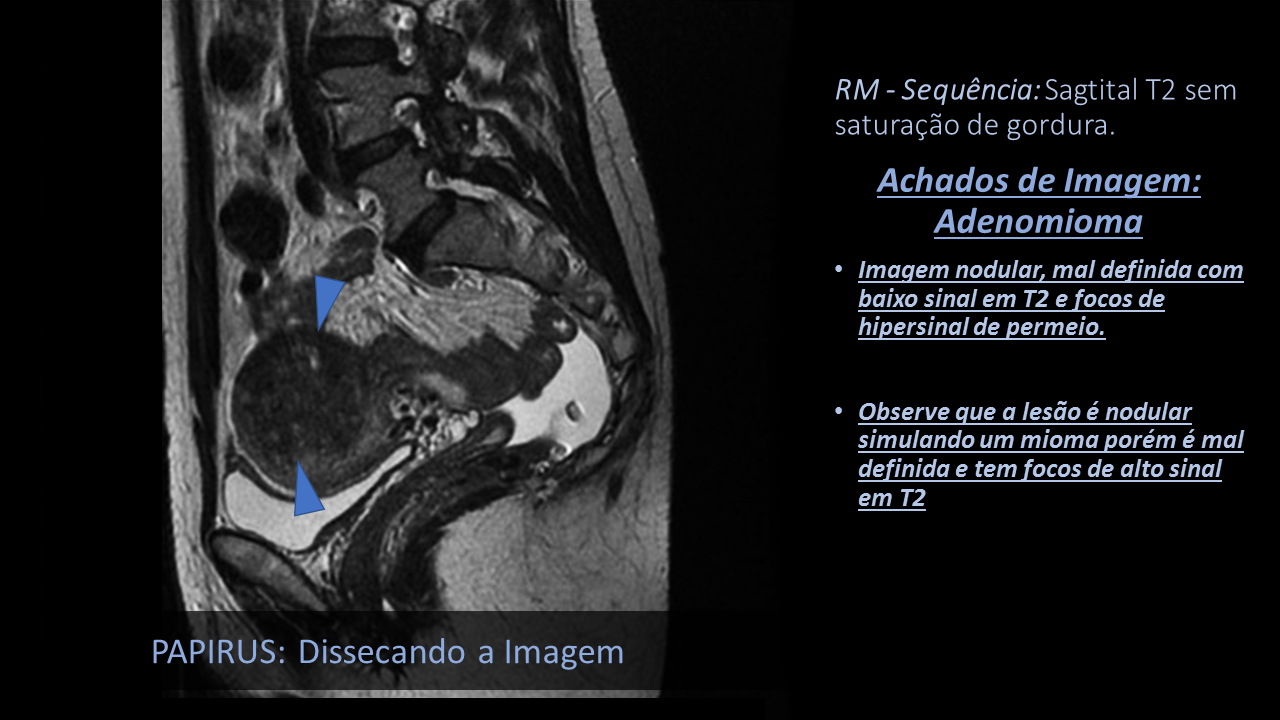 RM - Sequência: Sagtital T2 sem
saturação de gordura.
Achados de Imagem:
Adenomioma
• Imagem nodular, mal definida com
baixo sinal em T2 e focos de
hipersinal de permeio.
• Observe que a lesão é nodular
simulando um mioma porém é mal
definida e tem focos de alto sinal
em T2
PAPIRUS: Dissecando a Imagem